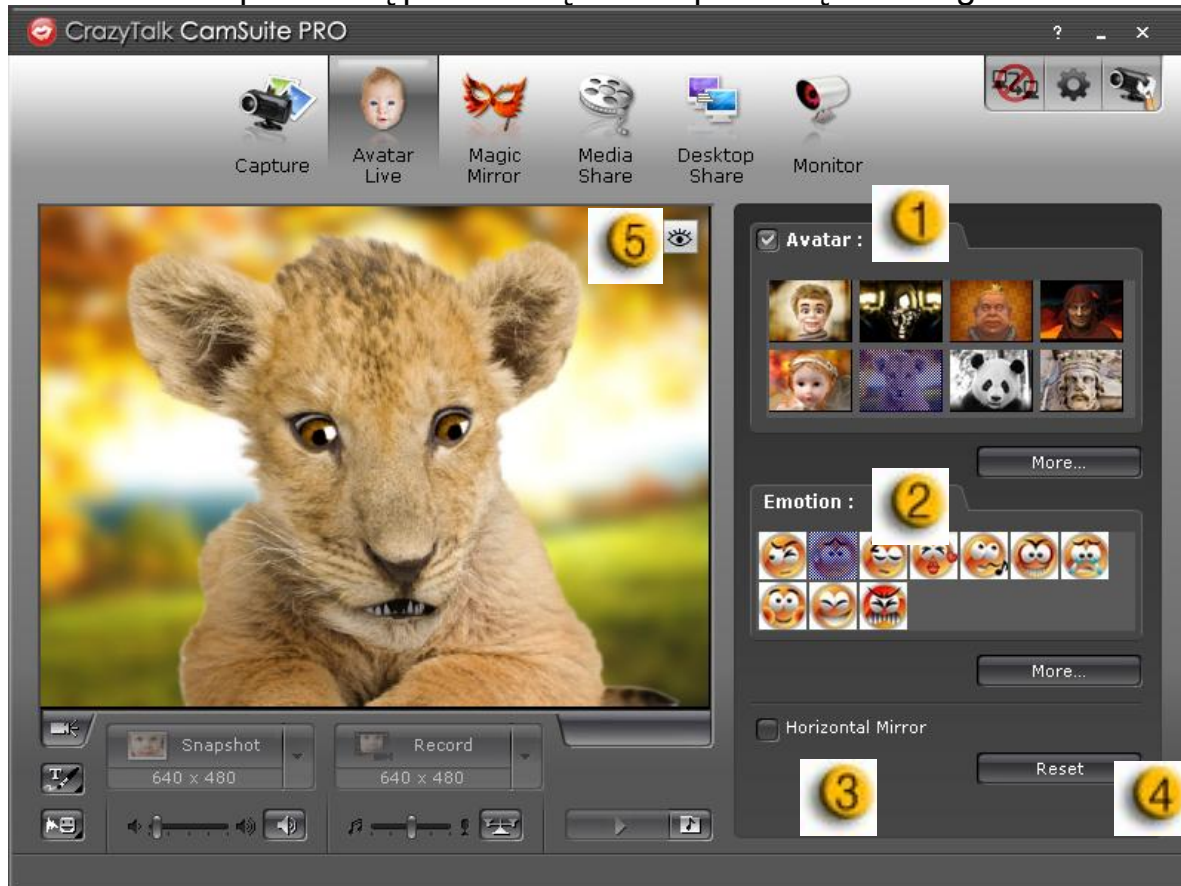 CrazyTalk CamSuite PRO
?
Capture
Avatar
Live
Magic
Mirror
Media
Share
Desktop
Share
Monitor
5
Avatar :
1
More...
Emotion :
2
More...
Horizontal Mirror
Reset
3
4
Snapshot
640 x 480
Record
640 x 480